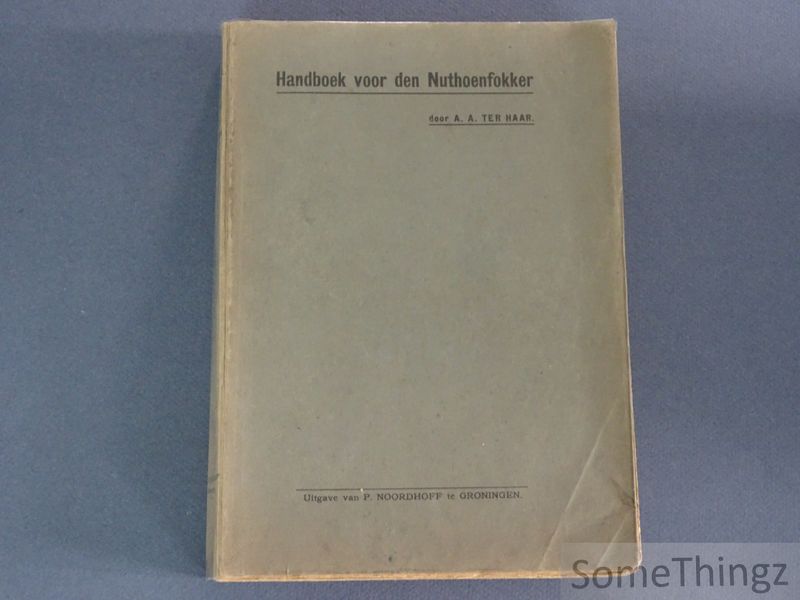 Handboek voor den Nuthoenfokker
door A. A. TER HAAR.
Uitgave van P. NOORDHOFF te GRONINGEN.
SomeThingz